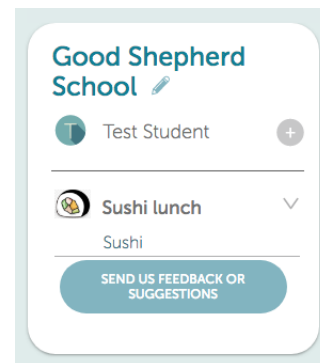 Good Shepherd
School
T Test Student
Sushi lunch
Sushi
SEND US FEEDBACK OR
SUGGESTIONS